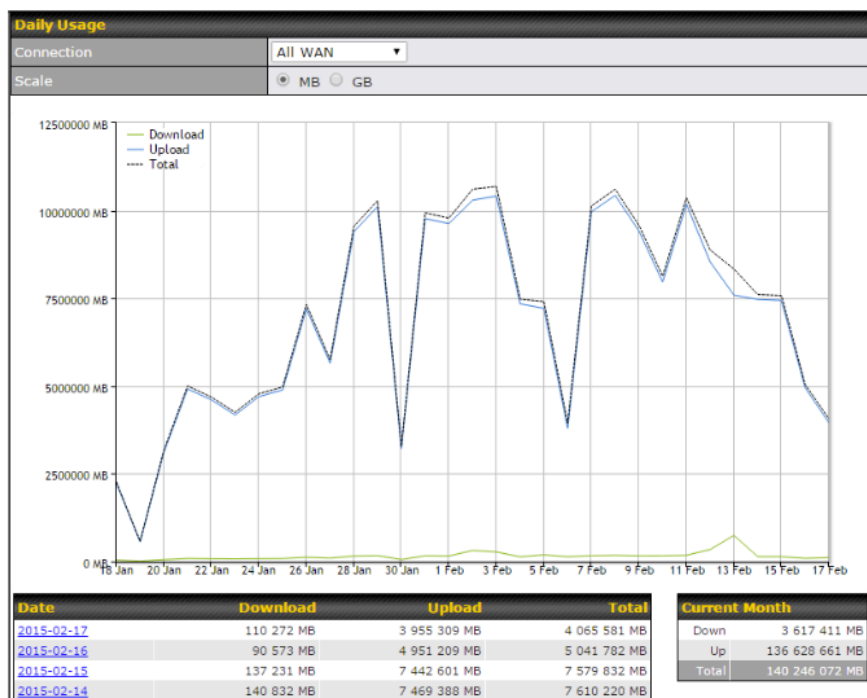 Daily Usage
Connection All WAN
Scale MB GB
12500000 MB
Download
Upload
Total
10000000 MB
7500000 MB
5000000 MB
2500000 MB
0 MB
18 Jan 20 Jan 22 Jan 24 Jan 26 Jan 28 Jan 30 Jan 1 Feb 3 Feb 5 Feb 7 Feb 9 Feb 11 Feb 13 Feb 15 Feb 17 Feb
Date Download Upload Total
2015-02-17 110 272 MB 3 955 309 MB 4 065 581 MB
2015-02-16 90 573 MB 4 951 209 MB 5 041 782 MB
2015-02-15 137 231 MB 7 442 601 MB 7 579 832 MB
2015-02-14 140 832 MB 7 469 388 MB 7 610 220 MB
Current Month
Down 3 617 411 MB
Up 136 628 661 MB
Total 140 246 072 MB